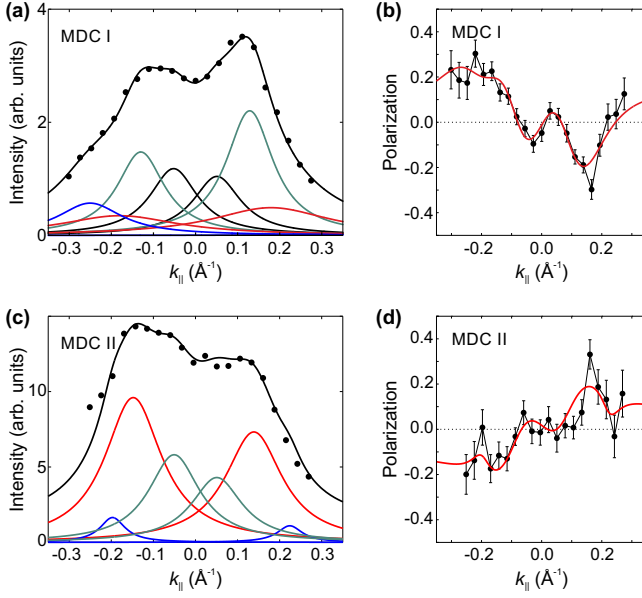 (a)
MDC I
Intensity (arb. units)
4
2
0
-0.3 -0.2 -0.1 0.0 0.1 0.2 0.3
k|| (Å-1)
(b)
MDC I
Polarization
0.4
0.2
0.0
-0.2
-0.4
-0.2 0.0 0.2
k|| (Å-1)
(c)
MDC II
Intensity (arb. units)
10
5
0
-0.3 -0.2 -0.1 0.0 0.1 0.2 0.3
k|| (Å-1)
(d)
MDC II
Polarization
0.4
0.2
0.0
-0.2
-0.4
-0.2 0.0 0.2
k|| (Å-1)